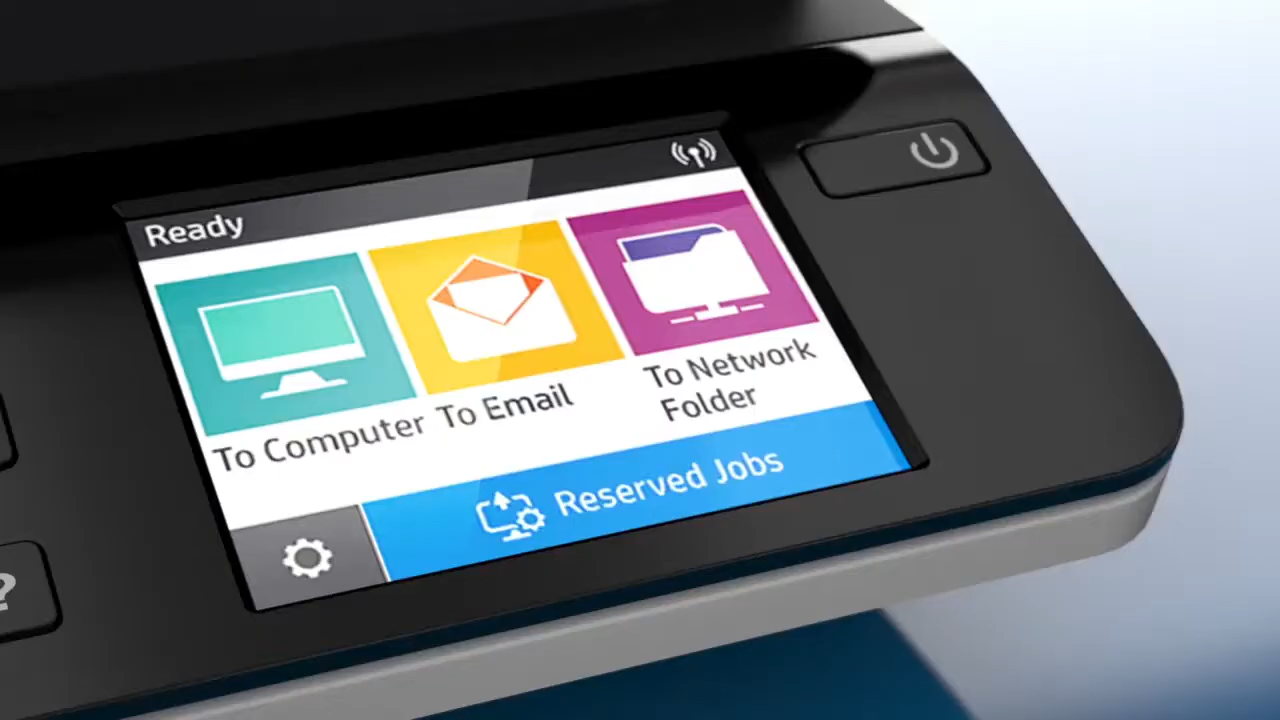 Ready
To Computer
To Email
To Network
Folder
Reserved Jobs
?